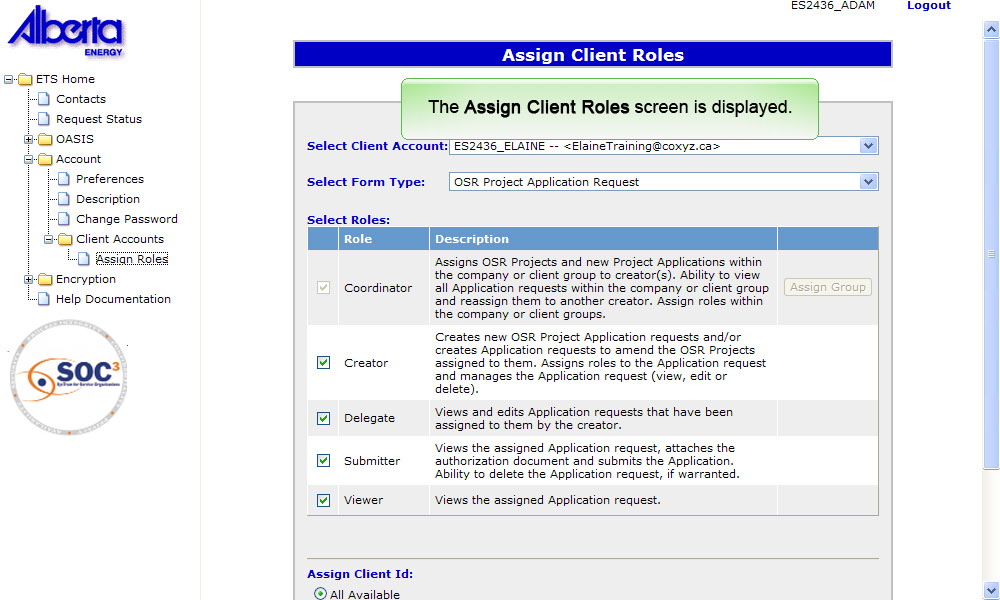 Alberta
ENERGY
ES2436_ADAM
Logout
ETS Home
Contacts
Request Status
OASIS
Account
Preferences
Description
Change Password
Client Accounts
Assign Roles
Encryption
Help Documentation
SOC3
Assign Client Roles
The Assign Client Roles screen is displayed.
Select Client Account: ES2436_ELAINE -- <ElaineTraining@coxyz.ca>
Select Form Type: OSR Project Application Request
Select Roles:
Role Description
Coordinator
Assigns OSR Projects and new Project Applications within
the company or client group to creator(s). Ability to view
all Application requests within the company or client group
and reassign them to another creator. Assign roles within
the company or client groups.
Assign Group
Creator
Creates new OSR Project Application requests and/or
creates Application requests to amend the OSR Projects
assigned to them. Assigns roles to the Application request
and manages the Application request (view, edit or
delete).
Delegate
Views and edits Application requests that have been
assigned to them by the creator.
Submitter
Views the assigned Application request, attaches the
authorization document and submits the Application.
Ability to delete the Application request, if warranted.
Viewer
Views the assigned Application request.
Assign Client Id:
All Available